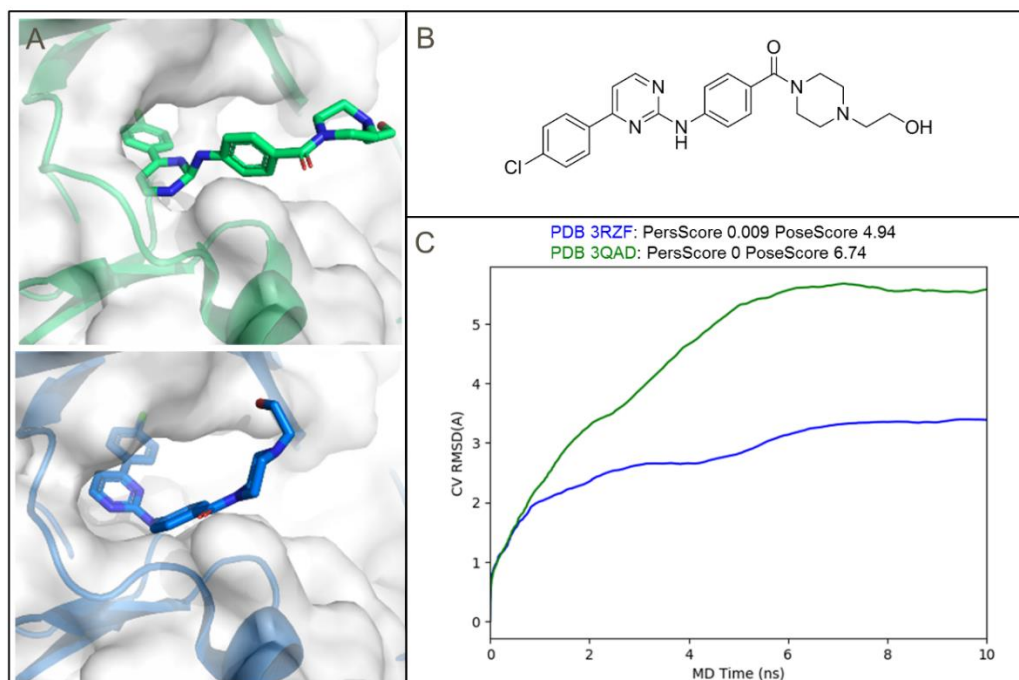 A
B
O
N
N
N
N
H
N
OH
Cl
C
PDB 3RZF: PersScore 0.009 PoseScore 4.94
PDB 3QAD: PersScore 0 PoseScore 6.74
CV RMSD(A)
5
4
3
2
1
0
0 2 4 6 8 10
MD Time (ns)